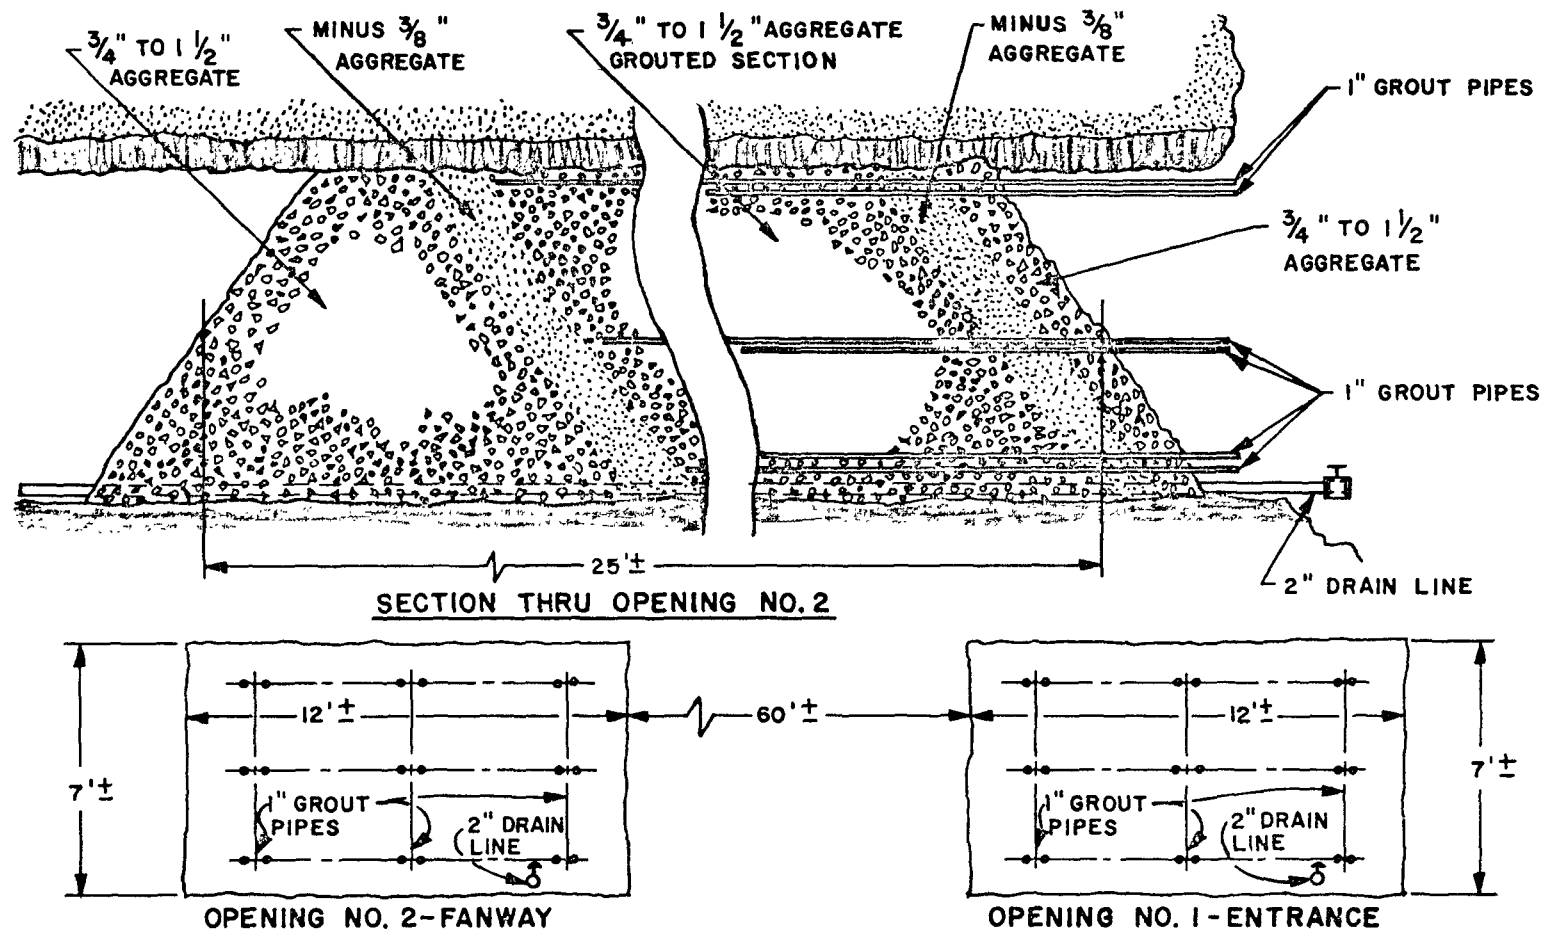 3/4" TO 1 1/2"
AGGREGATE
MINUS 3/8"
AGGREGATE
3/4" TO 1 1/2" AGGREGATE
GROUTED SECTION
MINUS 3/8"
AGGREGATE
1" GROUT PIPES
3/4" TO 1 1/2"
AGGREGATE
1" GROUT PIPES
25'±
2" DRAIN LINE
SECTION THRU OPENING NO. 2
12'±
60'±
12'±
7'±
7'±
1" GROUT
PIPES
2" DRAIN
LINE
1" GROUT
PIPES
2" DRAIN
LINE
OPENING NO. 2-FANWAY
OPENING NO. 1-ENTRANCE